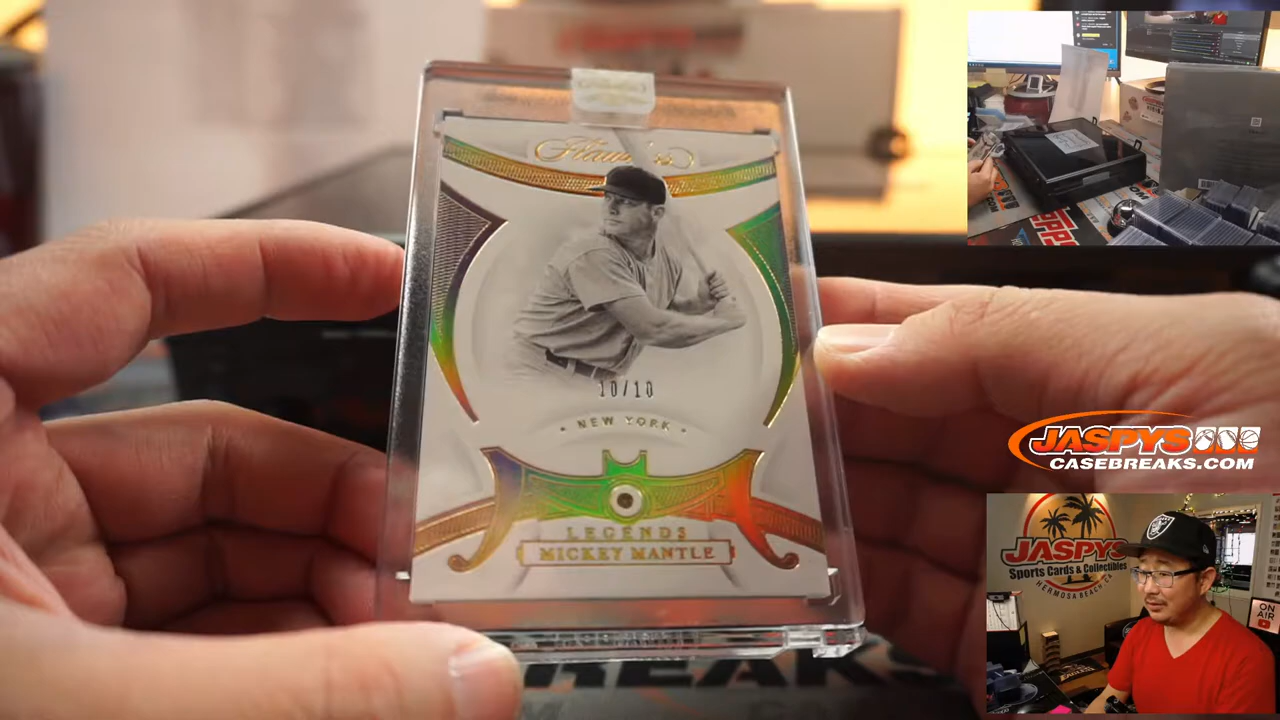 Flawless
10/10
NEW YORK
LEGENDS
MICKEY MANTLE
JASPYS
CASEBREAKS.COM
JASPYS
Sports Cards & Collectibles
HERMOSA BEACH, CA
ON
AIR